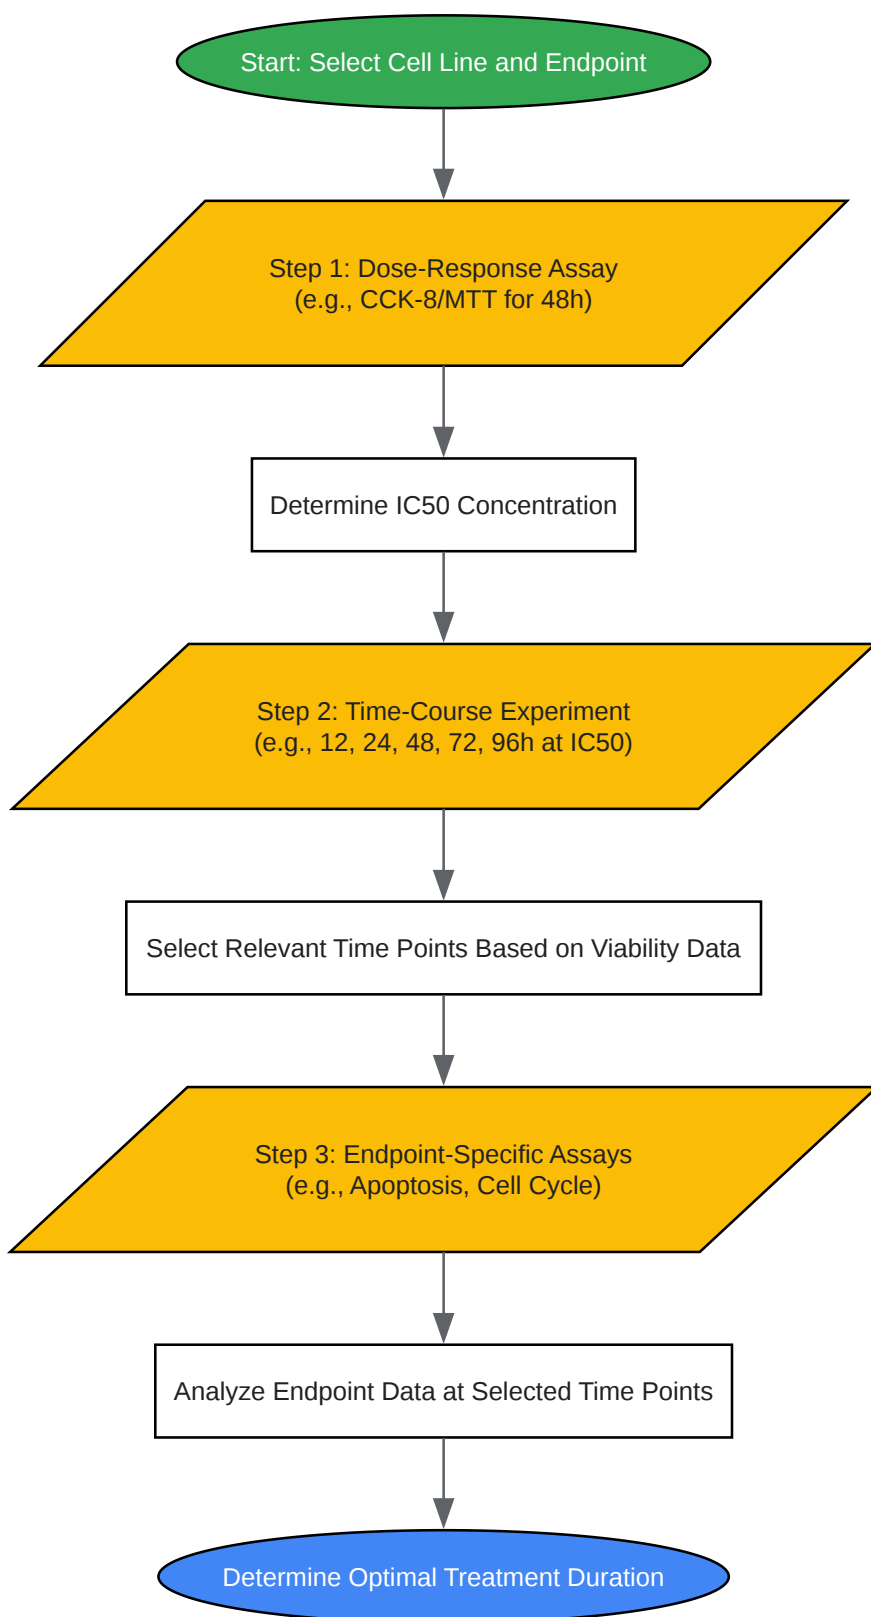 Start: Select Cell Line and Endpoint
Step 1: Dose-Response Assay
(e.g., CCK-8/MTT for 48h)
Determine IC50 Concentration
Step 2: Time-Course Experiment
(e.g., 12, 24, 48, 72, 96h at IC50)
Select Relevant Time Points Based on Viability Data
Step 3: Endpoint-Specific Assays
(e.g., Apoptosis, Cell Cycle)
Analyze Endpoint Data at Selected Time Points
Determine Optimal Treatment Duration